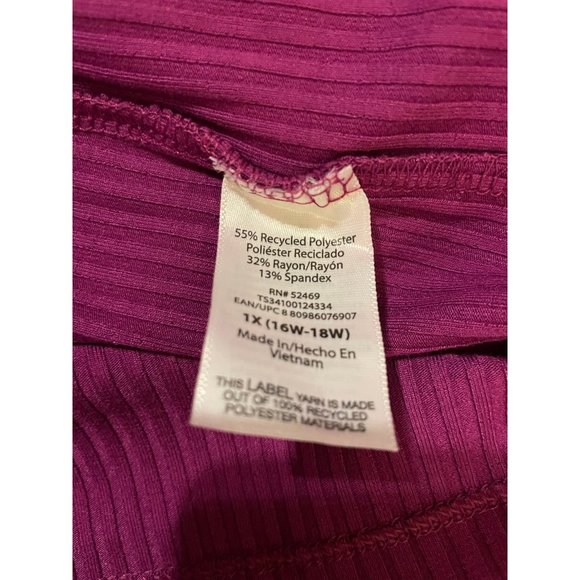 55% Recycled Polyester
Poliéster Reciclado
32% Rayon/Rayón
13% Spandex
RN# 52469
TS34100124334
EAN/UPC 8 80986076907
1X (16W-18W)
Made In/Hecho En
Vietnam
THIS LABEL YARN IS MADE
OUT OF 100% RECYCLED
POLYESTER MATERIALS